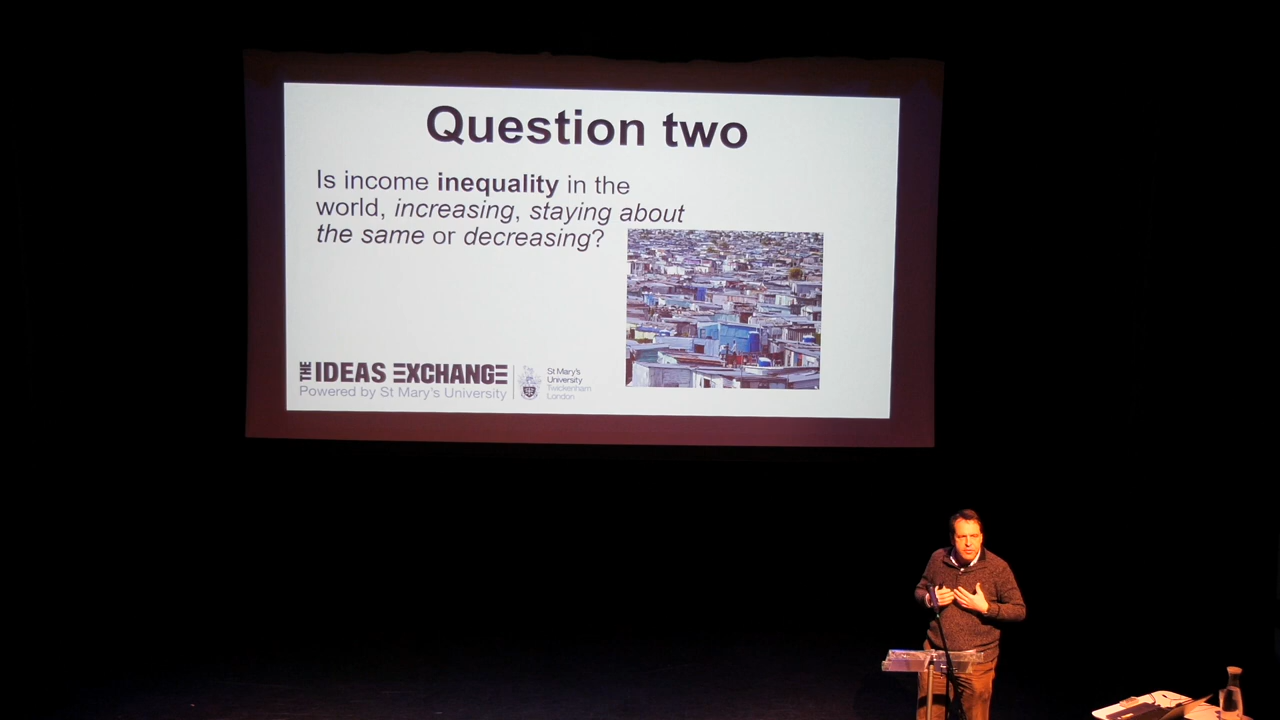 Question two
Is income inequality in the
world, increasing, staying about
the same or decreasing?
THE IDEAS EXCHANGE
Powered by St Mary's University
St Mary's
University
Twickenham
London